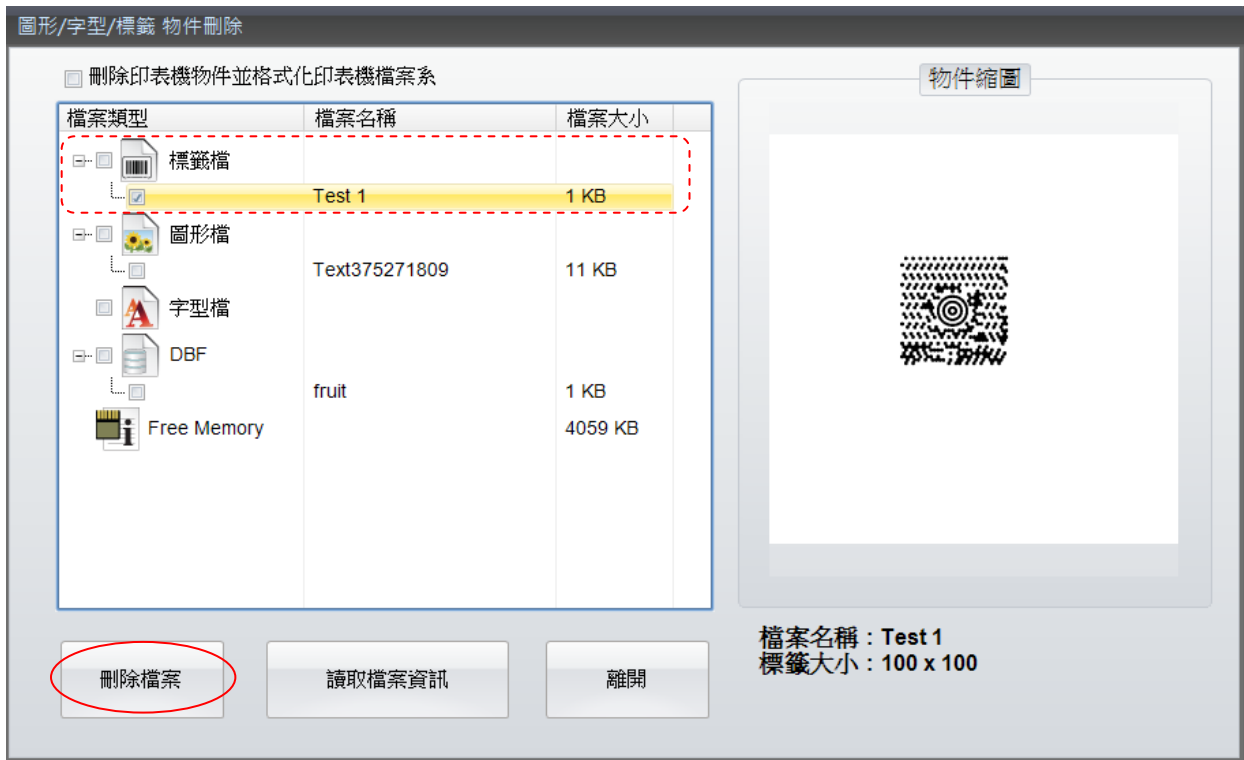 圖形/字型/標籤 物件刪除
刪除印表機物件並格式化印表機檔案系
檔案類型 檔案名稱 檔案大小
標籤檔
Test 1 1 KB
圖形檔
Text375271809 11 KB
字型檔
DBF
fruit 1 KB
Free Memory 4059 KB
刪除檔案 讀取檔案資訊 離開
物件縮圖
檔案名稱：Test 1
標籤大小：100 x 100